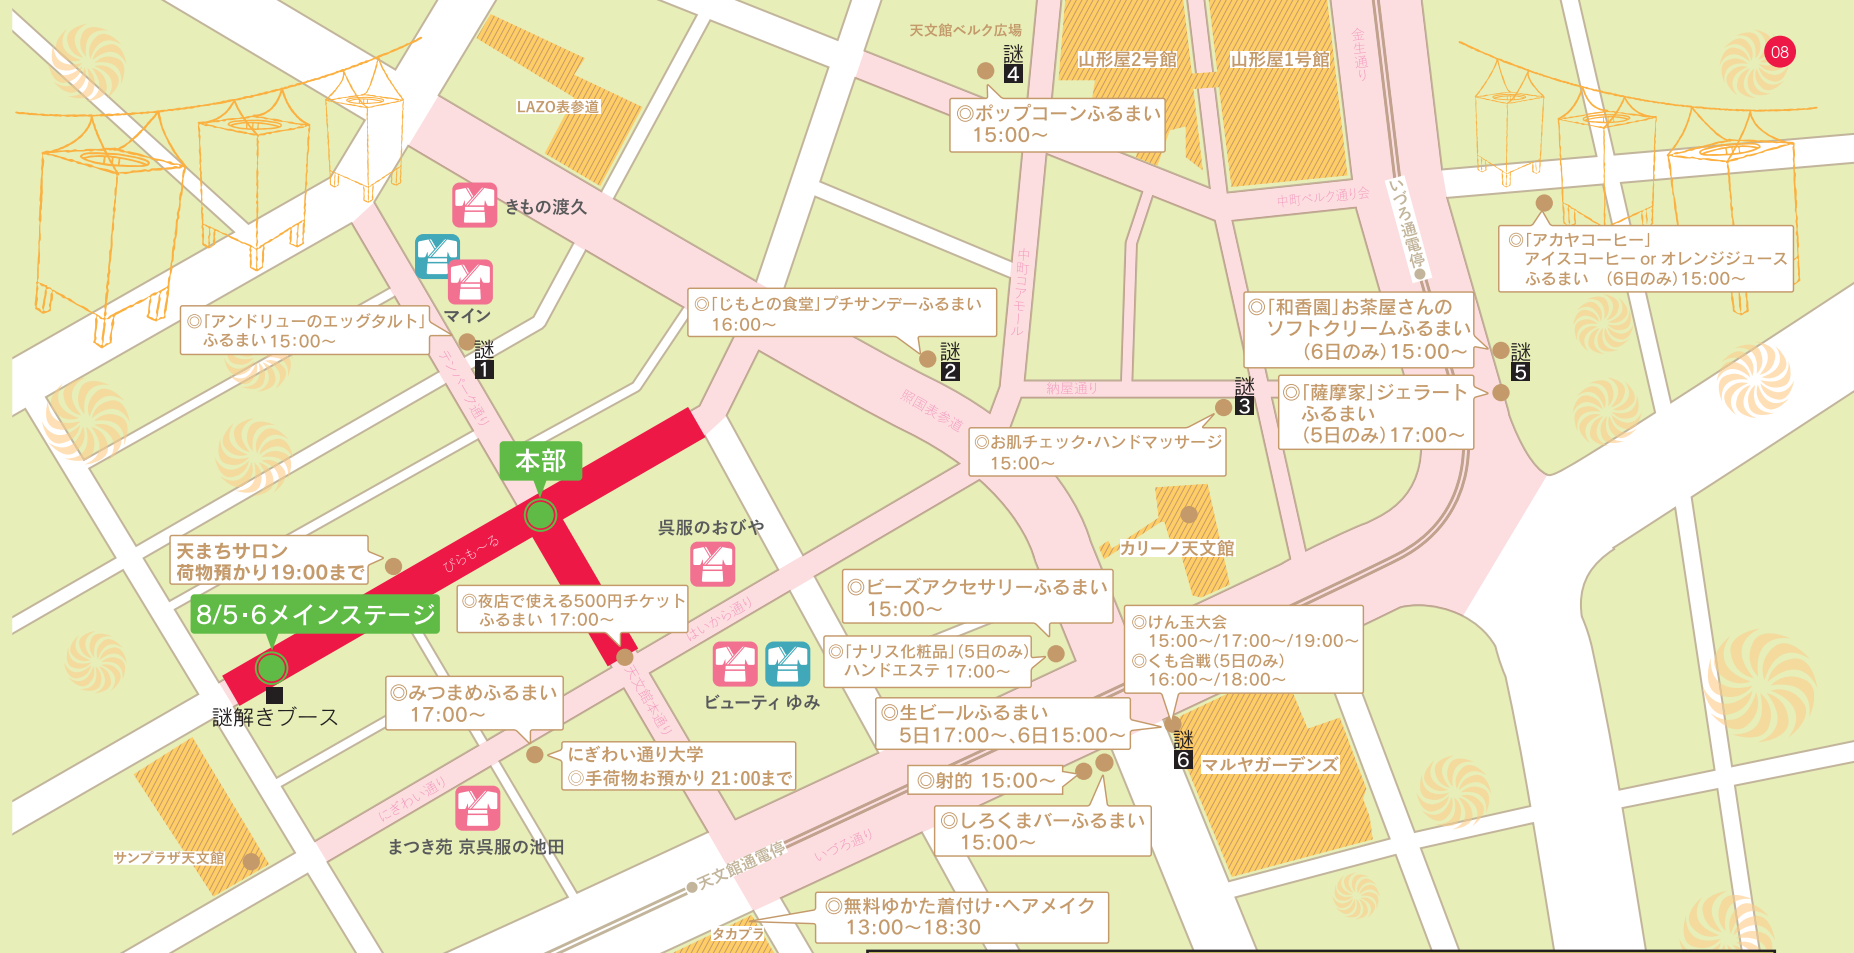 天文館ベルク広場
謎
4
山形屋2号館
山形屋1号館
金生通り
08
LAZO表参道
◎ポップコーンふるまい
15:00〜
きもの渡久
中町ベルク通り会
いづろ通電停
◎「アカヤコーヒー」
アイスコーヒー or オレンジジュース
ふるまい (6日のみ)15:00〜
マイン
◎「アンドリューのエッグタルト」
ふるまい 15:00〜
謎
1
テンパーク通り
◎「じもとの食堂」プチサンデーふるまい
16:00〜
謎
2
中町コアモール
◎「和香園」お茶屋さんの
ソフトクリームふるまい
(6日のみ)15:00〜
謎
5
◎「薩摩家」ジェラート
ふるまい
(5日のみ)17:00〜
納屋通り
謎
3
照国表参道
◎お肌チェック・ハンドマッサージ
15:00〜
本部
呉服のおびや
カリーノ天文館
天まちサロン
荷物預かり19:00まで
ぴらも〜る
8/5・6メインステージ
◎夜店で使える500円チケット
ふるまい 17:00〜
はいから通り
◎ビーズアクセサリーふるまい
15:00〜
◎「ナリス化粧品」(5日のみ)
ハンドエステ 17:00〜
◎けん玉大会
15:00〜/17:00〜/19:00〜
◎くも合戦(5日のみ)
16:00〜/18:00〜
謎解きブース
◎みつまめふるまい
17:00〜
天文館本通り
ビューティ ゆみ
◎生ビールふるまい
5日17:00〜、6日15:00〜
謎
6
マルヤガーデンズ
にぎわい通り大学
◎手荷物お預かり 21:00まで
◎射的 15:00〜
にぎわい通り
まつき苑 京呉服の池田
◎しろくまバーふるまい
15:00〜
サンプラザ天文館
天文館通電停
いづろ通り
◎無料ゆかた着付け・ヘアメイク
13:00〜18:30
タカプラ